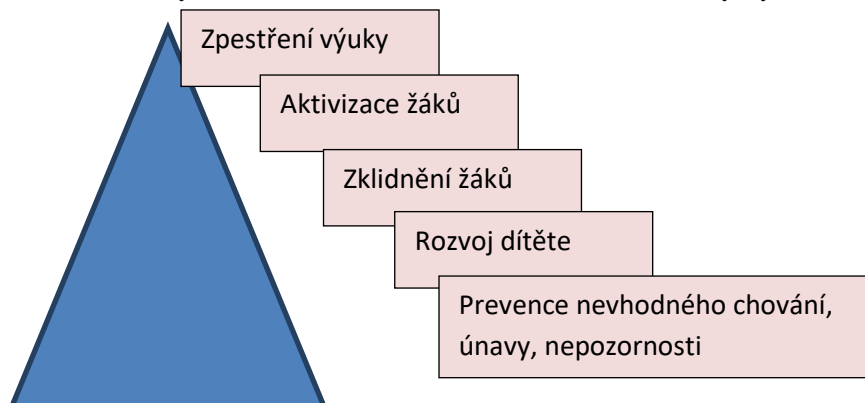 Zpestření výuky
Aktivizace žáků
Zklidnění žáků
Rozvoj dítěte
Prevence nevhodného chování,
únavy, nepozornosti